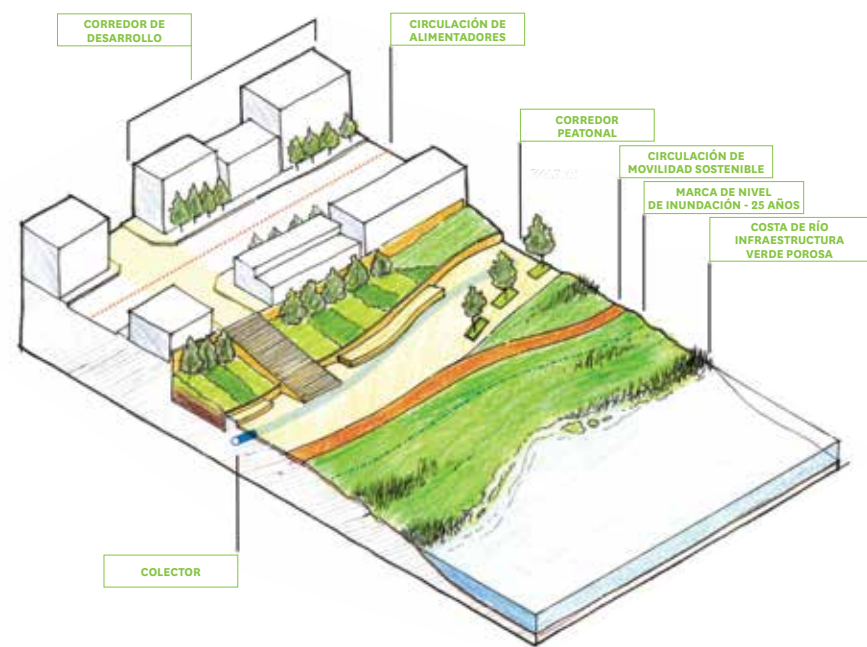 CORREDOR DE
DESARROLLO
CIRCULACIÓN DE
ALIMENTADORES
CORREDOR
PEATONAL
CIRCULACIÓN DE
MOVILIDAD SOSTENIBLE
MARCA DE NIVEL
DE INUNDACIÓN - 25 AÑOS
COSTA DE RÍO
INFRAESTRUCTURA
VERDE POROSA
COLECTOR